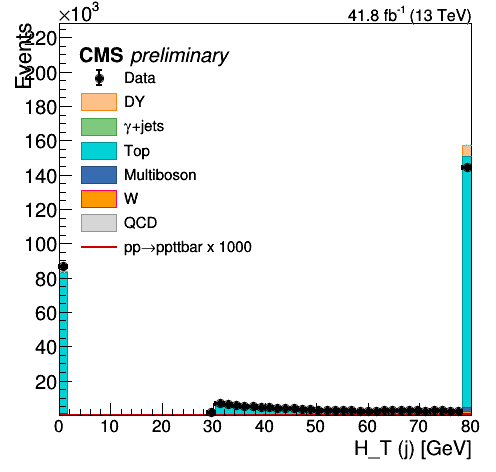 ×10³
41.8 fb⁻¹ (13 TeV)
Events
CMS preliminary
Data
DY
γ+jets
Top
Multiboson
W
QCD
pp→ppttbar x 1000
220
200
180
160
140
120
100
80
60
40
20
0 10 20 30 40 50 60 70 80
H_T (j) [GeV]